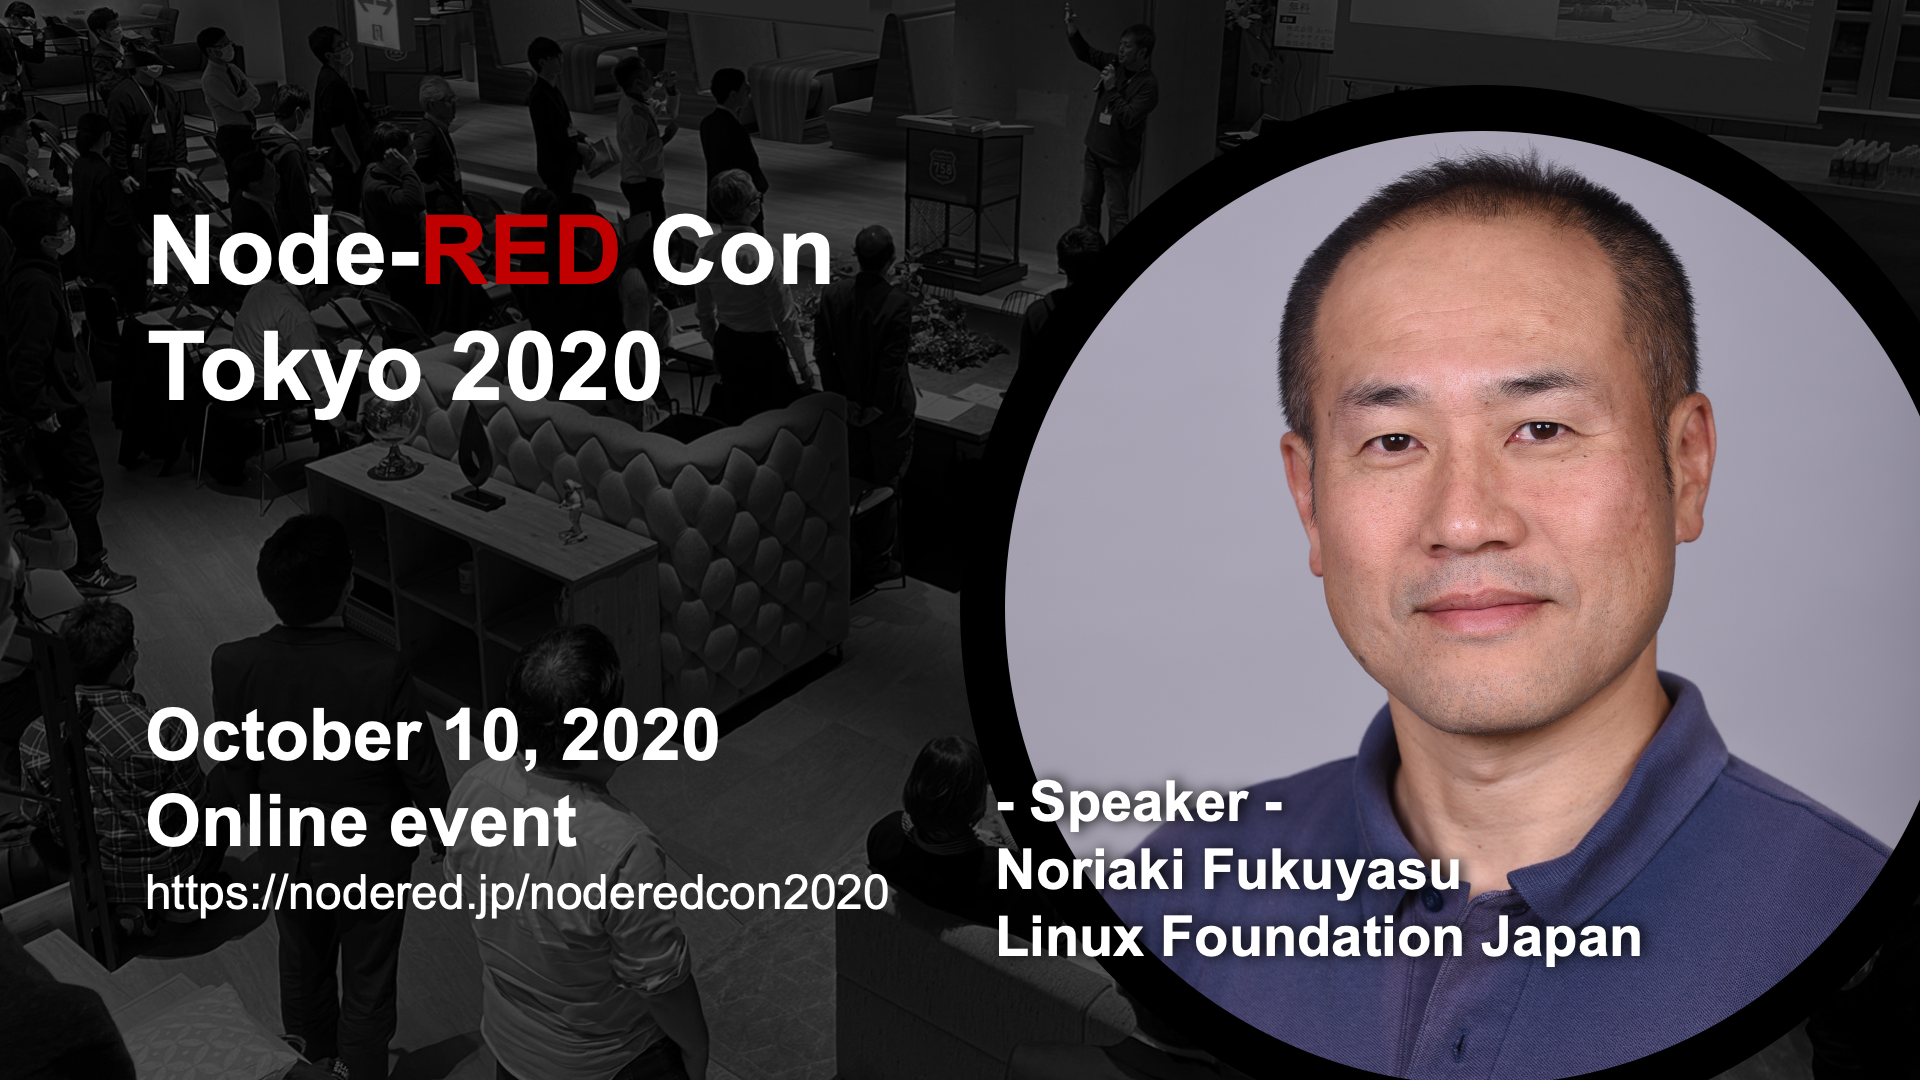 Node-RED Con
Tokyo 2020
October 10, 2020
Online event
https://nodered.jp/noderedcon2020
- Speaker -
Noriaki Fukuyasu
Linux Foundation Japan
758